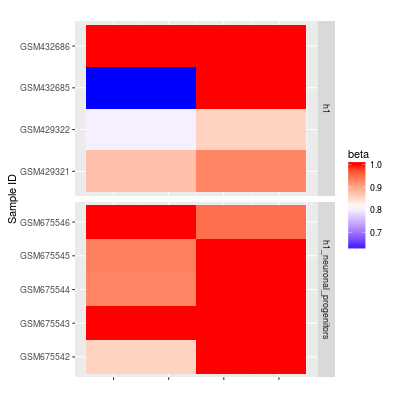 GSM432686
GSM432685
GSM429322
GSM429321
h1
GSM675546
GSM675545
GSM675544
GSM675543
GSM675542
h1_neuronal_progenitors
Sample ID
beta
1.0
0.9
0.8
0.7